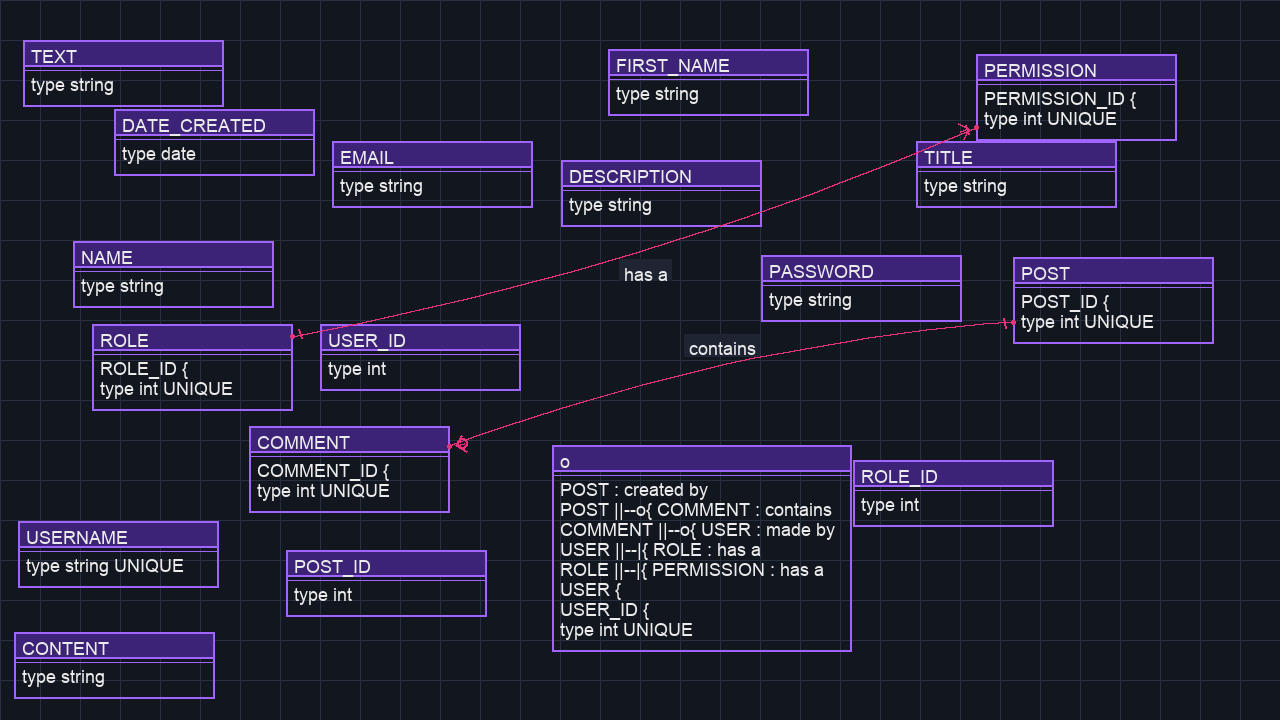 TEXT
type string
DATE_CREATED
type date
EMAIL
type string
FIRST_NAME
type string
DESCRIPTION
type string
PERMISSION
PERMISSION_ID {
type int UNIQUE
TITLE
type string
NAME
type string
has a
PASSWORD
type string
POST
POST_ID {
type int UNIQUE
ROLE
ROLE_ID {
type int UNIQUE
USER_ID
type int
contains
COMMENT
COMMENT_ID {
type int UNIQUE
o
POST : created by
POST ||--o{ COMMENT : contains
COMMENT ||--o{ USER : made by
USER ||--|{ ROLE : has a
ROLE ||--|{ PERMISSION : has a
USER {
USER_ID {
type int UNIQUE
ROLE_ID
type int
USERNAME
type string UNIQUE
POST_ID
type int
CONTENT
type string